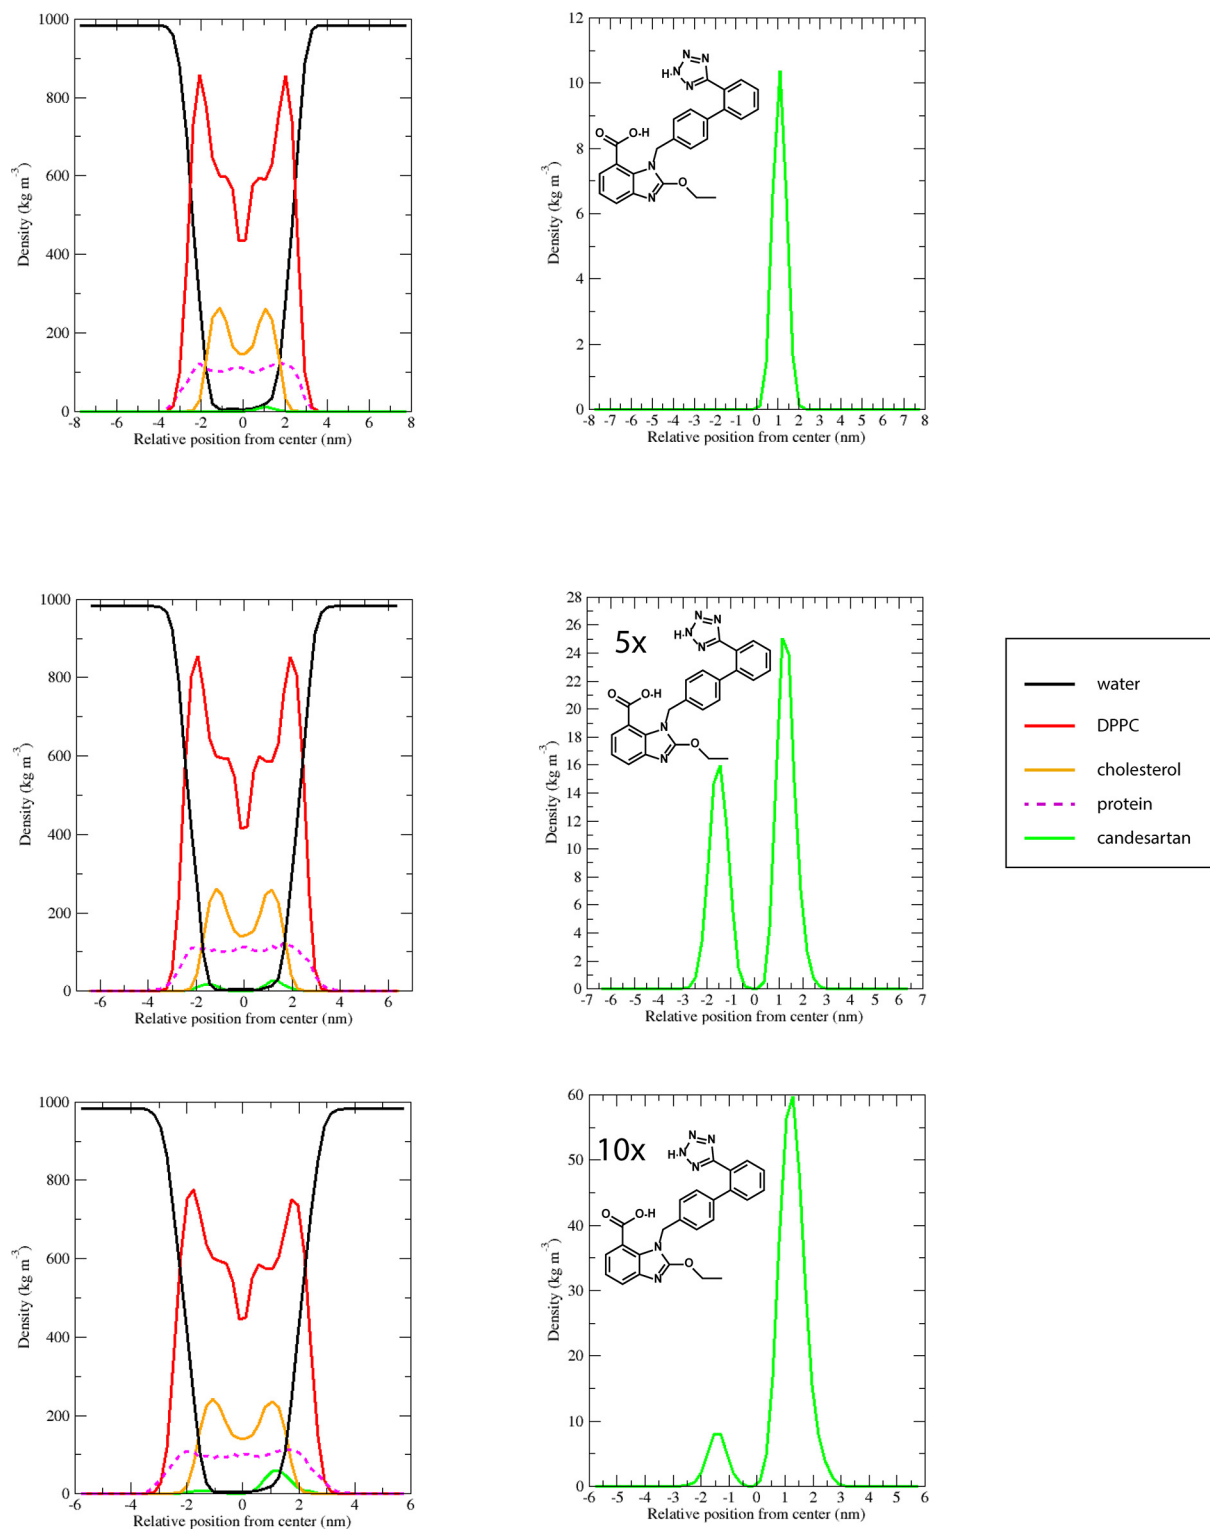 1000
800
600
400
200
0
Density (kg m-3)
-8 -6 -4 -2 0 2 4 6 8
Relative position from center (nm)
12
10
8
6
4
2
0
Density (kg m-3)
-8 -7 -6 -5 -4 -3 -2 -1 0 1 2 3 4 5 6 7 8
Relative position from center (nm)
N N
H N N
O O-H
N
N O
1000
800
600
400
200
0
Density (kg m-3)
-6 -4 -2 0 2 4 6
Relative position from center (nm)
28
26
24
22
20
18
16
14
12
10
8
6
4
2
0
Density (kg m-3)
-7 -6 -5 -4 -3 -2 -1 0 1 2 3 4 5 6 7
Relative position from center (nm)
5x
N N
H N N
O O-H
N
N O
water
DPPC
cholesterol
protein
candesartan
1000
800
600
400
200
0
Density (kg m-3)
-6 -4 -2 0 2 4 6
Relative position from center (nm)
60
50
40
30
20
10
0
Density (kg m-3)
-6 -5 -4 -3 -2 -1 0 1 2 3 4 5 6
Relative position from center (nm)
10x
N N
H N N
O O-H
N
N O